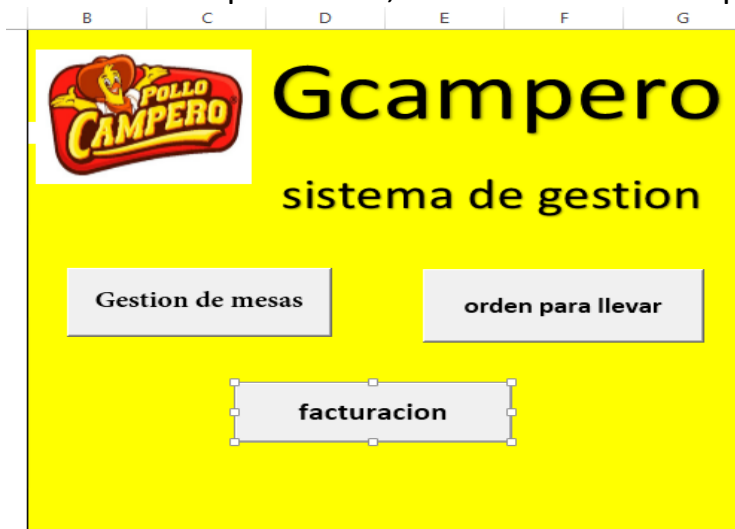 B C D E F G
POLLO
CAMPERO
Gcampero
sistema de gestion
Gestion de mesas
orden para llevar
facturacion